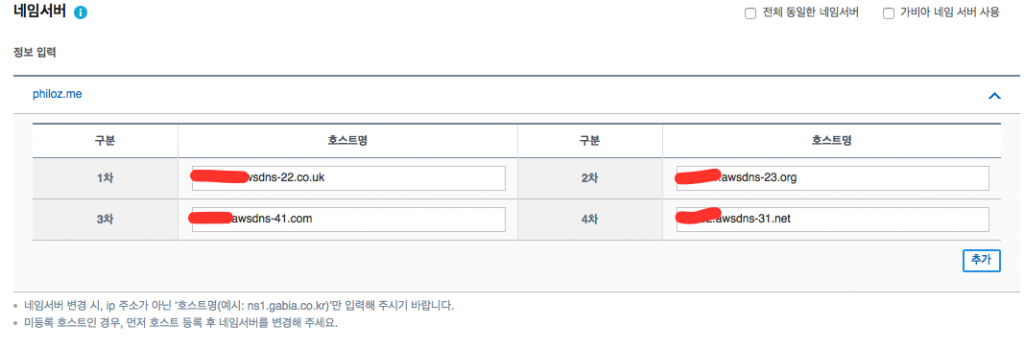 네임서버
전체 동일한 네임서버 가비아 네임 서버 사용
정보 입력
philoz.me
구분 호스트명 구분 호스트명
1차 wsdns-22.co.uk 2차 .awsdns-23.org
3차 awsdns-41.com 4차 .awsdns-31.net
추가
네임서버 변경 시, ip 주소가 아닌 '호스트명(예시: ns1.gabia.co.kr)'만 입력해 주시기 바랍니다.
미등록 호스트인 경우, 먼저 호스트 등록 후 네임서버를 변경해 주세요.